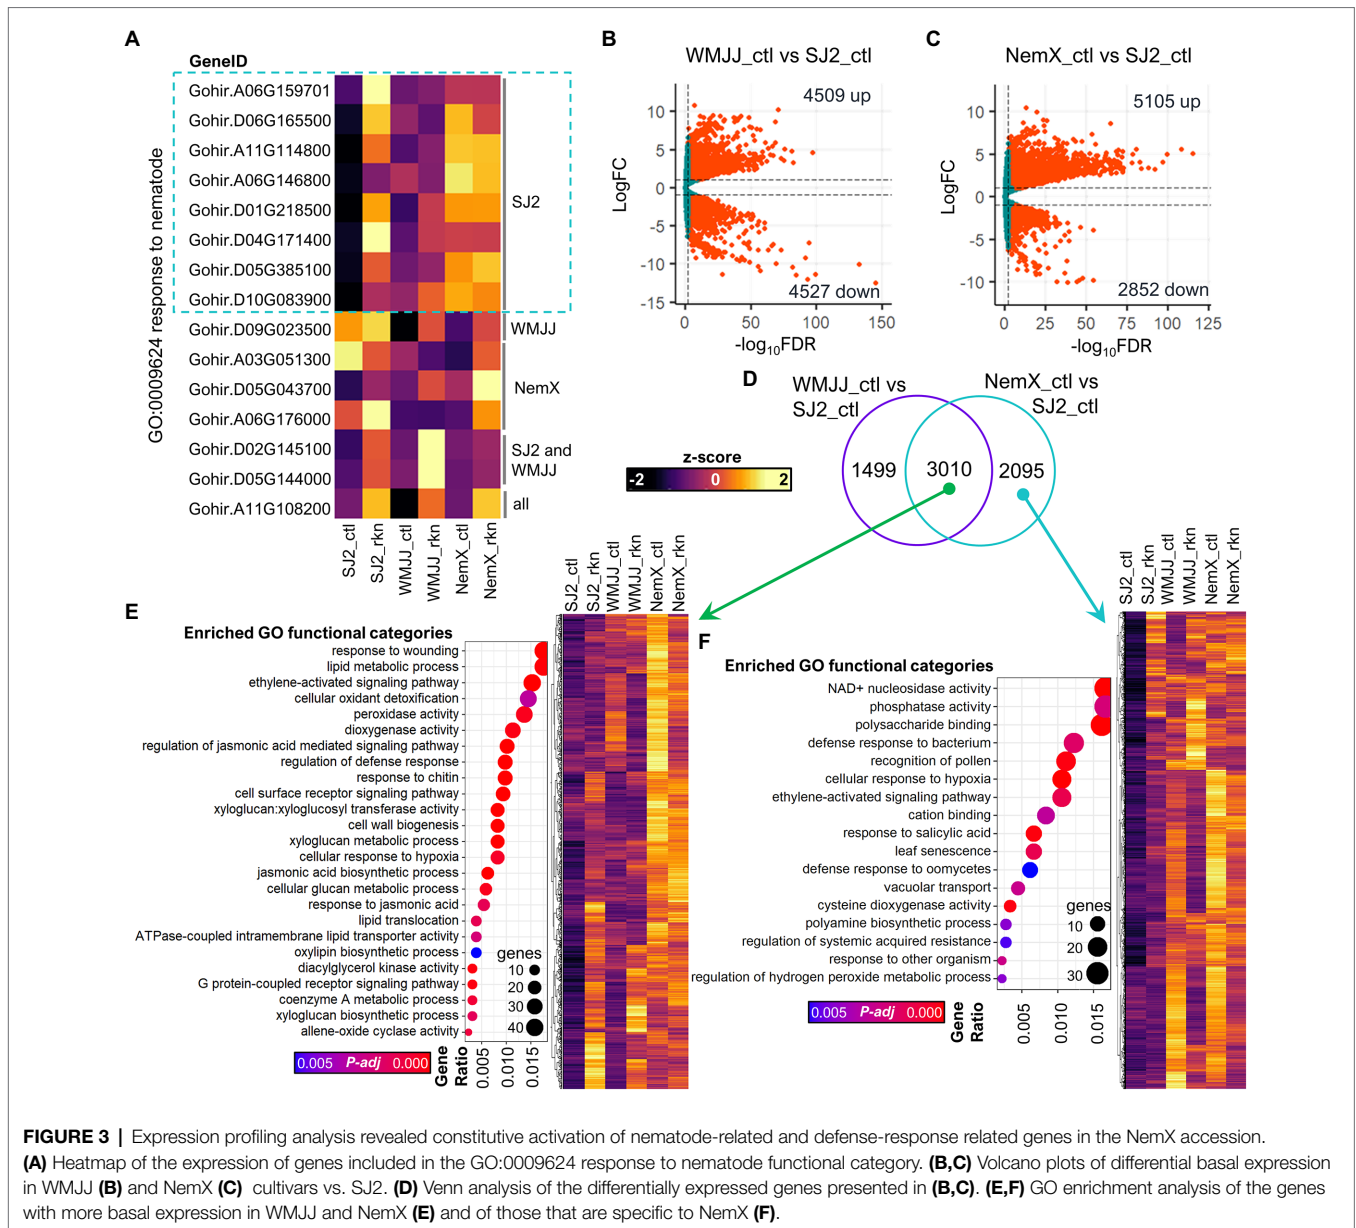 A
GeneID
GO:0009624 response to nematode
Gohir.A06G159701
Gohir.D06G165500
Gohir.A11G114800
Gohir.A06G146800
Gohir.D01G218500
Gohir.D04G171400
Gohir.D05G385100
Gohir.D10G083900
Gohir.D09G023500
Gohir.A03G051300
Gohir.D05G043700
Gohir.A06G176000
Gohir.D02G145100
Gohir.D05G144000
Gohir.A11G108200
SJ2
WMJJ
NemX
SJ2 and
WMJJ
all
SJ2_ctl
SJ2_rkn
WMJJ_ctl
WMJJ_rkn
NemX_ctl
NemX_rkn
z-score
-2 0 2
B
WMJJ_ctl vs SJ2_ctl
4509 up
4527 down
LogFC
10
5
0
-5
-10
-15
0 50 100 150
-log10FDR
C
NemX_ctl vs SJ2_ctl
5105 up
2852 down
LogFC
10
5
0
-5
-10
0 25 50 75 100 125
-log10FDR
D
WMJJ_ctl vs
SJ2_ctl
NemX_ctl vs
SJ2_ctl
1499 3010 2095
E
Enriched GO functional categories
response to wounding
lipid metabolic process
ethylene-activated signaling pathway
cellular oxidant detoxification
peroxidase activity
dioxygenase activity
regulation of jasmonic acid mediated signaling pathway
regulation of defense response
response to chitin
cell surface receptor signaling pathway
xyloglucan:xyloglucosyl transferase activity
cell wall biogenesis
xyloglucan metabolic process
cellular response to hypoxia
jasmonic acid biosynthetic process
cellular glucan metabolic process
response to jasmonic acid
lipid translocation
ATPase-coupled intramembrane lipid transporter activity
oxylipin biosynthetic process
diacylglycerol kinase activity
G protein-coupled receptor signaling pathway
coenzyme A metabolic process
xyloglucan biosynthetic process
allene-oxide cyclase activity
genes
10
20
30
40
0.005 P-adj 0.000
Gene
Ratio
0.005
0.010
0.015
SJ2_ctl
SJ2_rkn
WMJJ_ctl
WMJJ_rkn
NemX_ctl
NemX_rkn
F
Enriched GO functional categories
NAD+ nucleosidase activity
phosphatase activity
polysaccharide binding
defense response to bacterium
recognition of pollen
cellular response to hypoxia
ethylene-activated signaling pathway
cation binding
response to salicylic acid
leaf senescence
defense response to oomycetes
vacuolar transport
cysteine dioxygenase activity
polyamine biosynthetic process
regulation of systemic acquired resistance
response to other organism
regulation of hydrogen peroxide metabolic process
genes
10
20
30
0.005 P-adj 0.000
Gene
Ratio
0.005
0.010
0.015
SJ2_ctl
SJ2_rkn
WMJJ_ctl
WMJJ_rkn
NemX_ctl
NemX_rkn
FIGURE 3 | Expression profiling analysis revealed constitutive activation of nematode-related and defense-response related genes in the NemX accession.
(A) Heatmap of the expression of genes included in the GO:0009624 response to nematode functional category. (B,C) Volcano plots of differential basal expression
in WMJJ (B) and NemX (C) cultivars vs. SJ2. (D) Venn analysis of the differentially expressed genes presented in (B,C). (E,F) GO enrichment analysis of the genes
with more basal expression in WMJJ and NemX (E) and of those that are specific to NemX (F).